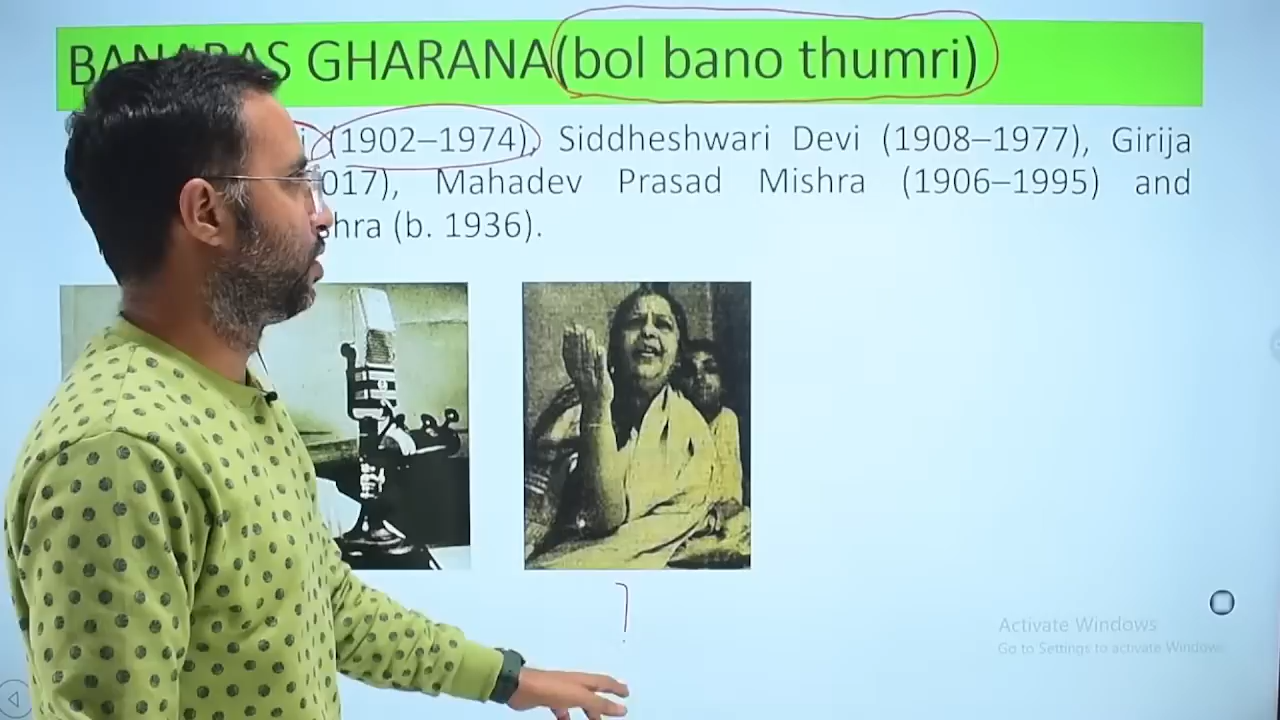 BANARAS GHARANA(bol bano thumri)
(1902–1974), Siddheshwari Devi (1908–1977), Girija
017), Mahadev Prasad Mishra (1906–1995) and
(b. 1936).
Activate Windows
Go to Settings to activate Windows.